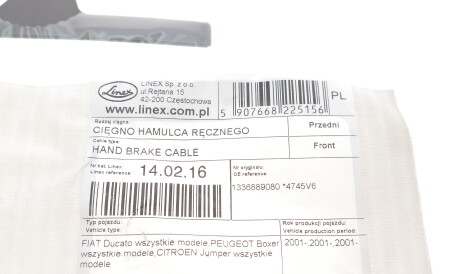 Linex
LINEX Sp. z o.o.
ul.Rejtana 15
42-200 Częstochowa
www.linex.com.pl
5 907668 225156
PL
Rodzaj cięgna:
CIĘGNO HAMULCA RĘCZNEGO
Przedni
Cable type:
HAND BRAKE CABLE
Front
Nr kat. Linex:
Linex reference
14.02.16
Nr oryginału:
OE reference
1336689080 *4745V6
Typ pojazdu:
Vehicle type:
Rok produkcji pojazdu:
Vehicle production period:
FIAT Ducato wszystkie modele,PEUGEOT Boxer
wszystkie modele,CITROEN Jumper wszystkie
modele
2001-,2001-,2001-